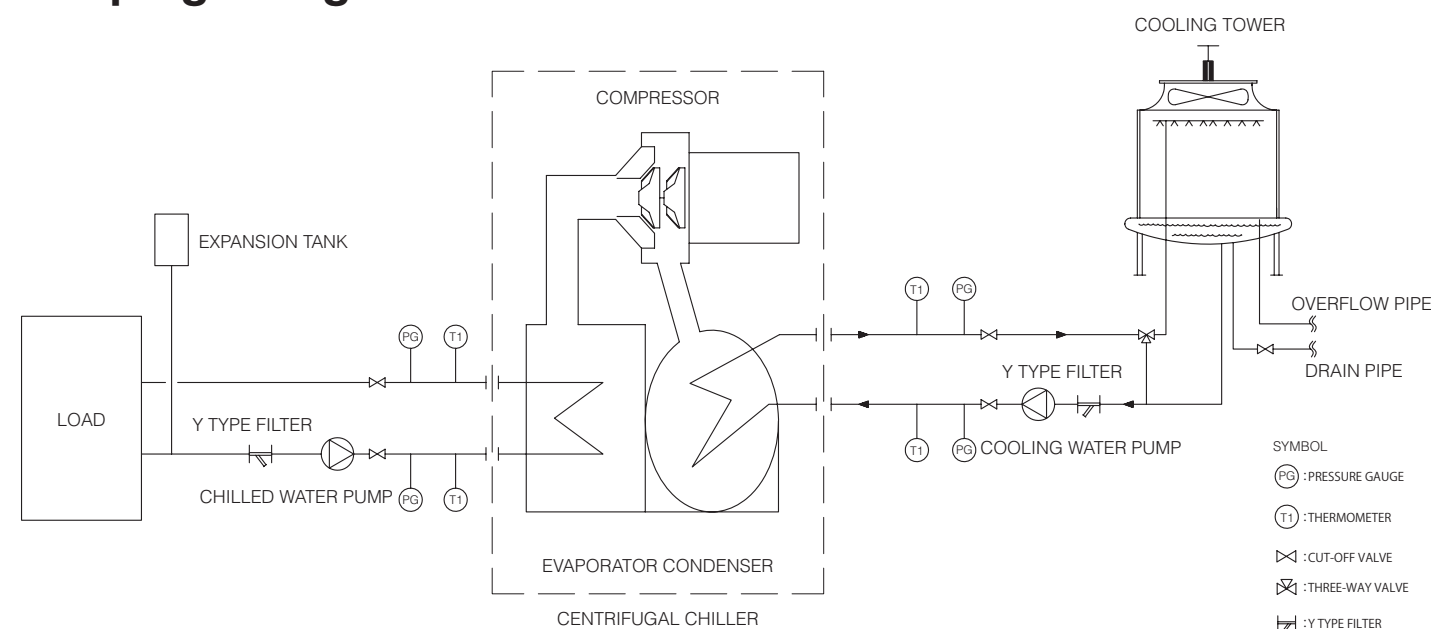 COOLING TOWER
COMPRESSOR
EXPANSION TANK
T1
PG
OVERFLOW PIPE
PG
T1
Y TYPE FILTER
DRAIN PIPE
LOAD
Y TYPE FILTER
T1
PG
COOLING WATER PUMP
CHILLED WATER PUMP
PG
T1
SYMBOL
PG :PRESSURE GAUGE
T1 :THERMOMETER
:CUT-OFF VALVE
:THREE-WAY VALVE
:Y TYPE FILTER
EVAPORATOR CONDENSER
CENTRIFUGAL CHILLER